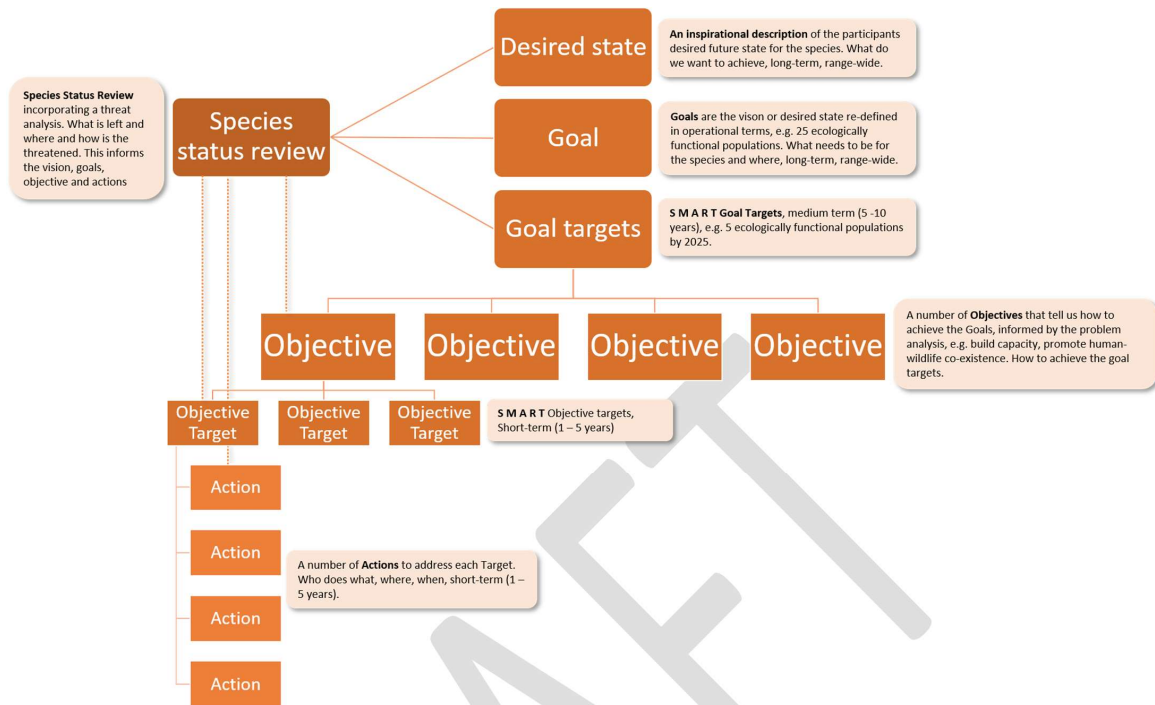 Desired state
An inspirational description of the participants
desired future state for the species. What do
we want to achieve, long-term, range-wide.
Species Status Review
incorporating a threat
analysis. What is left and
where and how is the
threatened. This informs
the vision, goals,
objective and actions
Species
status review
Goal
Goals are the vison or desired state re-defined
in operational terms, e.g. 25 ecologically
functional populations. What needs to be for
the species and where, long-term, range-wide.
Goal targets
S M A R T Goal Targets, medium term (5 -10
years), e.g. 5 ecologically functional populations
by 2025.
Objective
Objective
Objective
Objective
A number of Objectives that tell us how to
achieve the Goals, informed by the problem
analysis, e.g. build capacity, promote human-
wildlife co-existence. How to achieve the goal
targets.
Objective
Target
Objective
Target
Objective
Target
S M A R T Objective targets,
Short-term (1 – 5 years)
Action
Action
Action
Action
A number of Actions to address each Target.
Who does what, where, when, short-term (1 –
5 years).